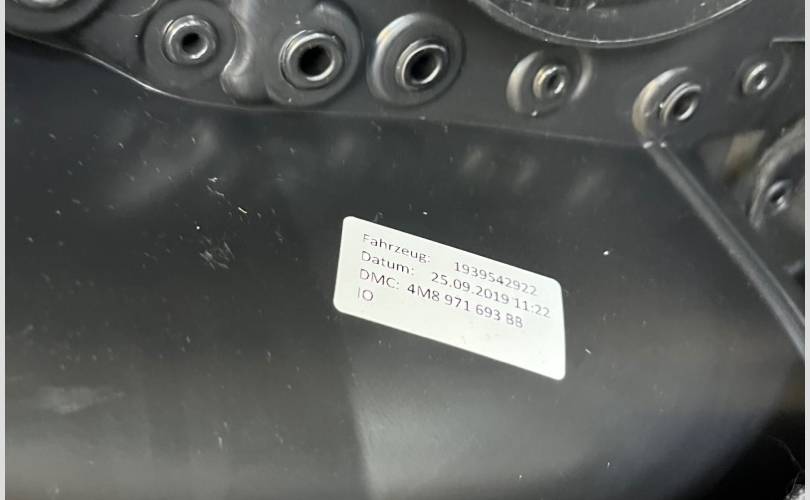 Fahrzeug: 1939542922
Datum: 25.09.2019 11:22
DMC: 4M8 971 693 BB
IO